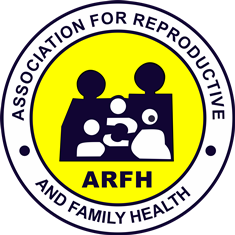 ASSOCIATION FOR REPRODUCTIVE
AND FAMILY HEALTH
ARFH